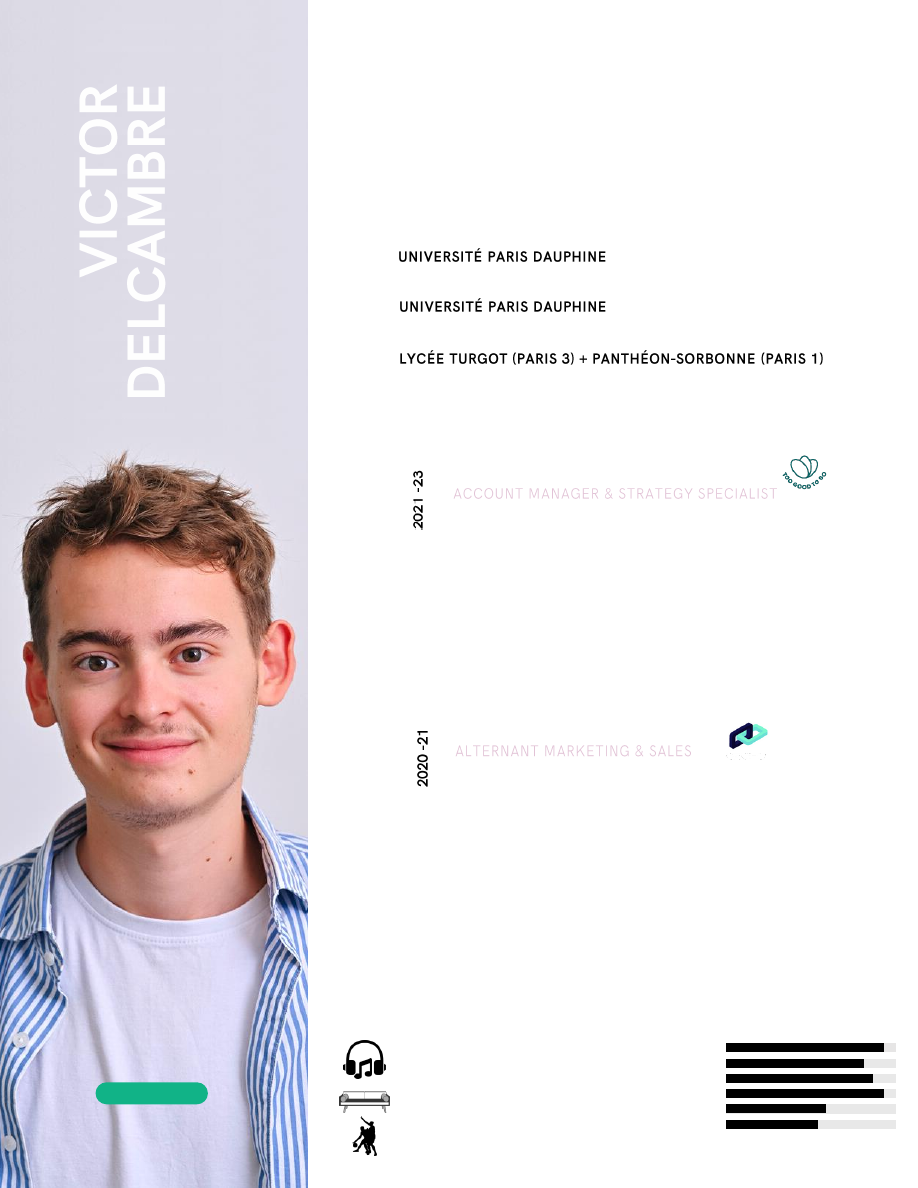 VICTOR
DELCAMBRE
UNIVERSITÉ PARIS DAUPHINE
UNIVERSITÉ PARIS DAUPHINE
LYCÉE TURGOT (PARIS 3) + PANTHÉON-SORBONNE (PARIS 1)
2021 -23
ACCOUNT MANAGER & STRATEGY SPECIALIST
TOO GOOD TO GO
2020 -21
ALTERNANT MARKETING & SALES